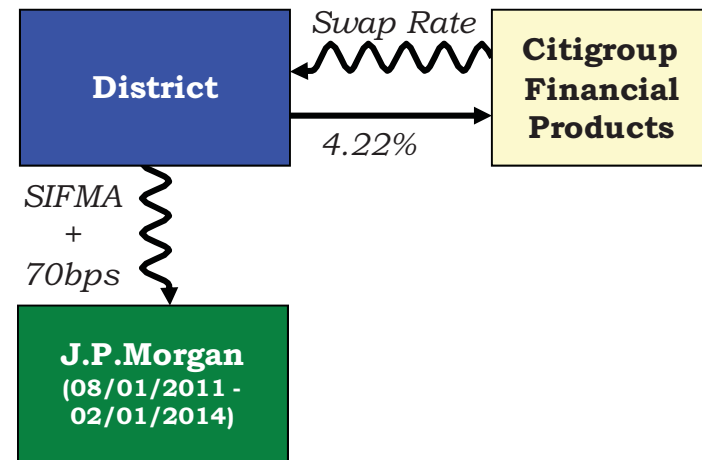 Swap Rate
District
Citigroup
Financial
Products
4.22%
SIFMA
+
70bps
J.P.Morgan
(08/01/2011 -
02/01/2014)